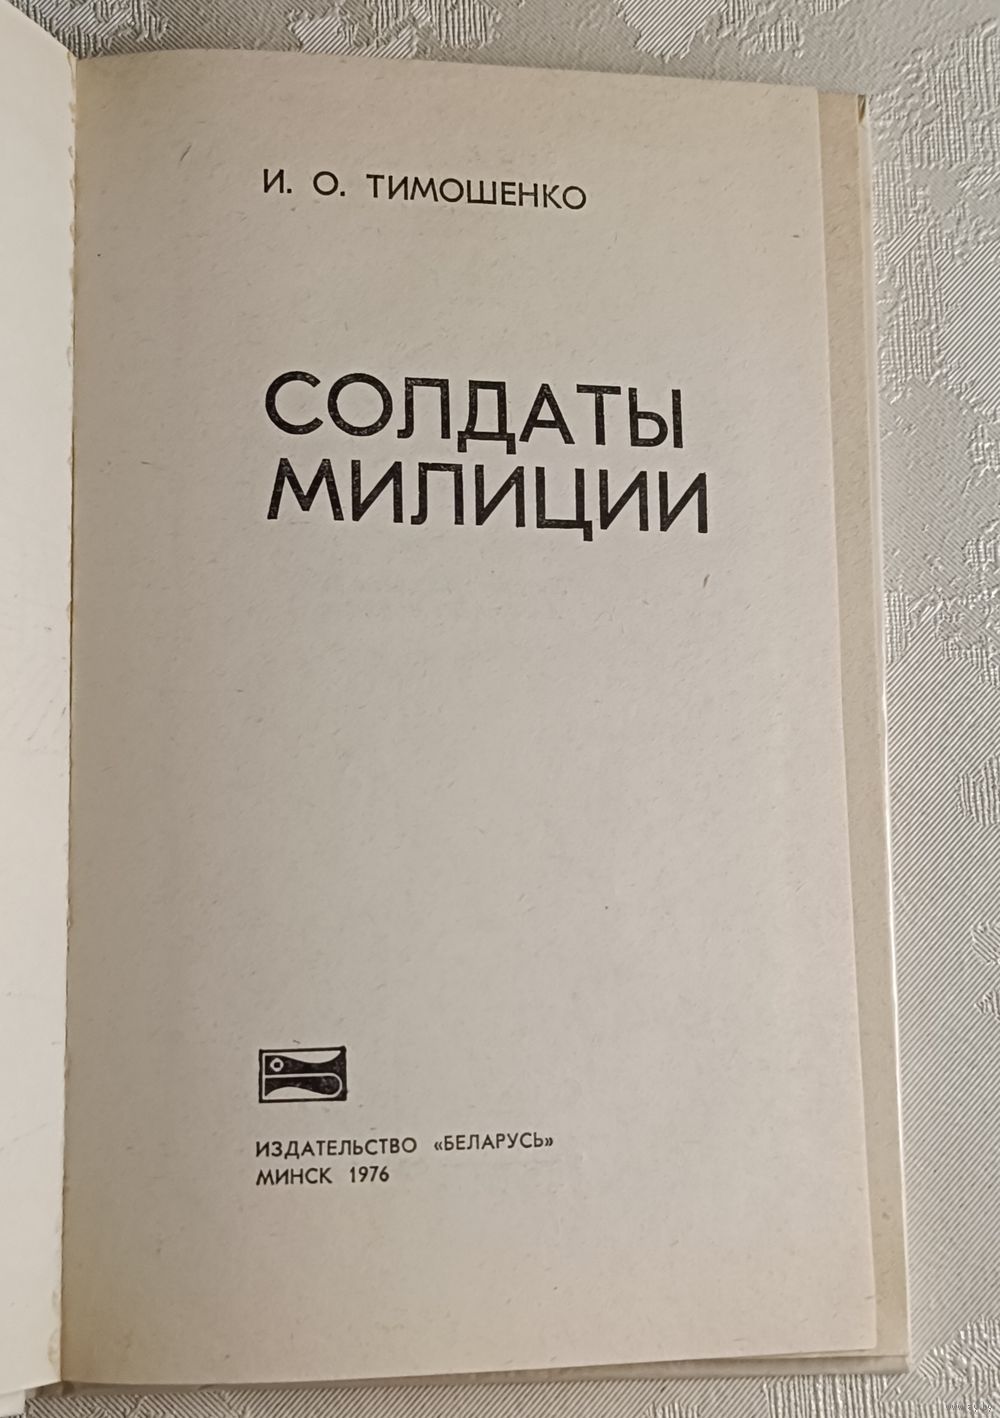 И. О. ТИМОШЕНКО
СОЛДАТЫ
МИЛИЦИИ
ИЗДАТЕЛЬСТВО «БЕЛАРУСЬ»
МИНСК 1976